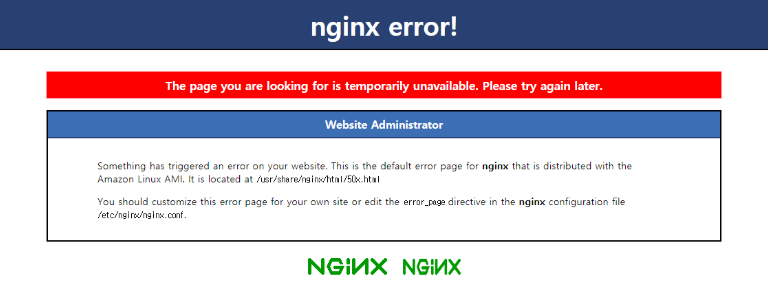 nginx error!
The page you are looking for is temporarily unavailable. Please try again later.
Website Administrator
Something has triggered an error on your website. This is the default error page for nginx that is distributed with the
Amazon Linux AMI. It is located at /usr/share/nginx/html/50x.html
You should customize this error page for your own site or edit the error_page directive in the nginx configuration file
/etc/nginx/nginx.conf.
NGiNX NGiNX